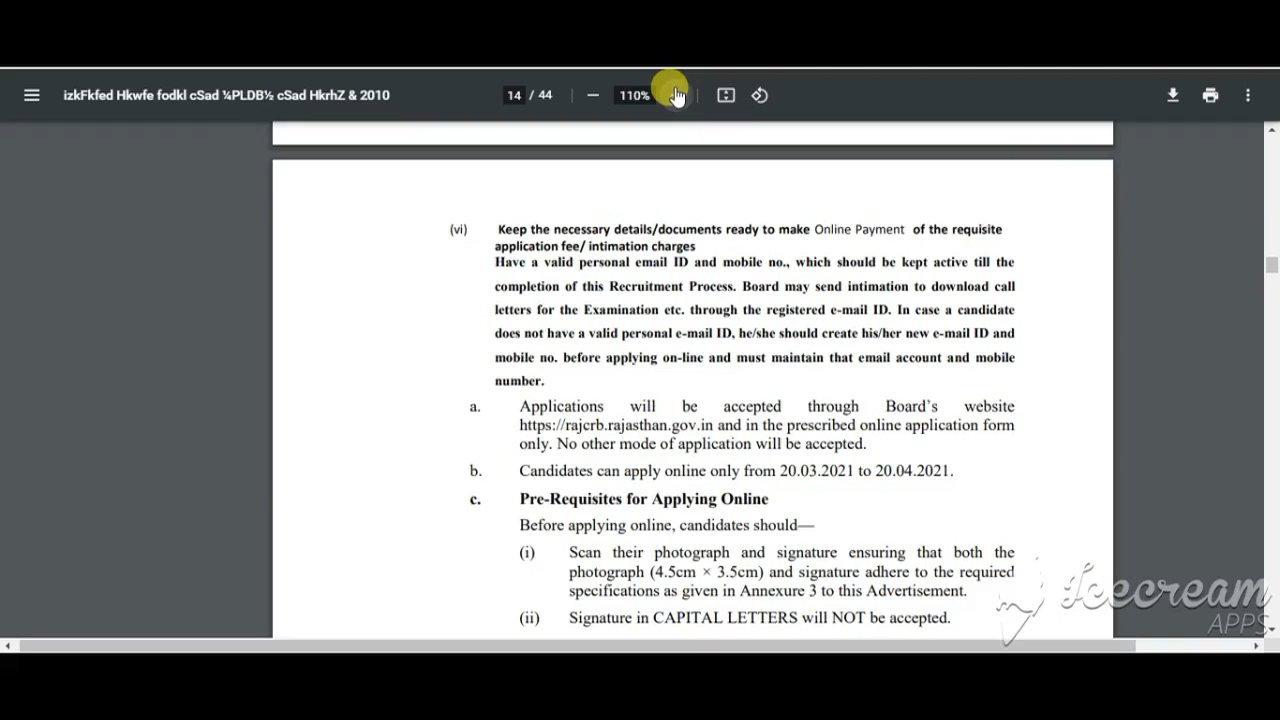 izkFkfed Hkwfe fodkl cSad ¼PLDB½ cSad HkrhZ & 2010 14 / 44 110%
(vi) Keep the necessary details/documents ready to make Online Payment of the requisite
application fee/ intimation charges
Have a valid personal email ID and mobile no., which should be kept active till the
completion of this Recruitment Process. Board may send intimation to download call
letters for the Examination etc. through the registered e-mail ID. In case a candidate
does not have a valid personal e-mail ID, he/she should create his/her new e-mail ID and
mobile no. before applying on-line and must maintain that email account and mobile
number.
a. Applications will be accepted through Board's website
https://rajcrb.rajasthan.gov.in and in the prescribed online application form
only. No other mode of application will be accepted.
b. Candidates can apply online only from 20.03.2021 to 20.04.2021.
c. Pre-Requisites for Applying Online
Before applying online, candidates should—
(i) Scan their photograph and signature ensuring that both the
photograph (4.5cm × 3.5cm) and signature adhere to the required
specifications as given in Annexure 3 to this Advertisement.
(ii) Signature in CAPITAL LETTERS will NOT be accepted.
Icecream
APPS